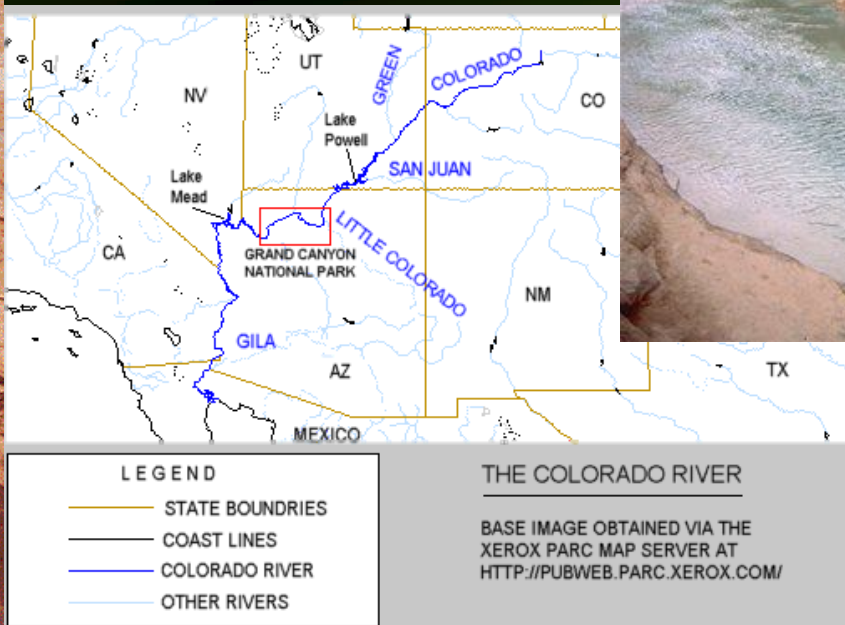 UT
GREEN
COLORADO
NV
CO
Lake
Powell
Lake
Mead
SAN JUAN
LITTLE COLORADO
CA
GRAND CANYON
NATIONAL PARK
NM
GILA
AZ
TX
MEXICO
LEGEND
STATE BOUNDRIES
COAST LINES
COLORADO RIVER
OTHER RIVERS
THE COLORADO RIVER
BASE IMAGE OBTAINED VIA THE
XEROX PARC MAP SERVER AT
HTTP://PUBWEB.PARC.XEROX.COM/